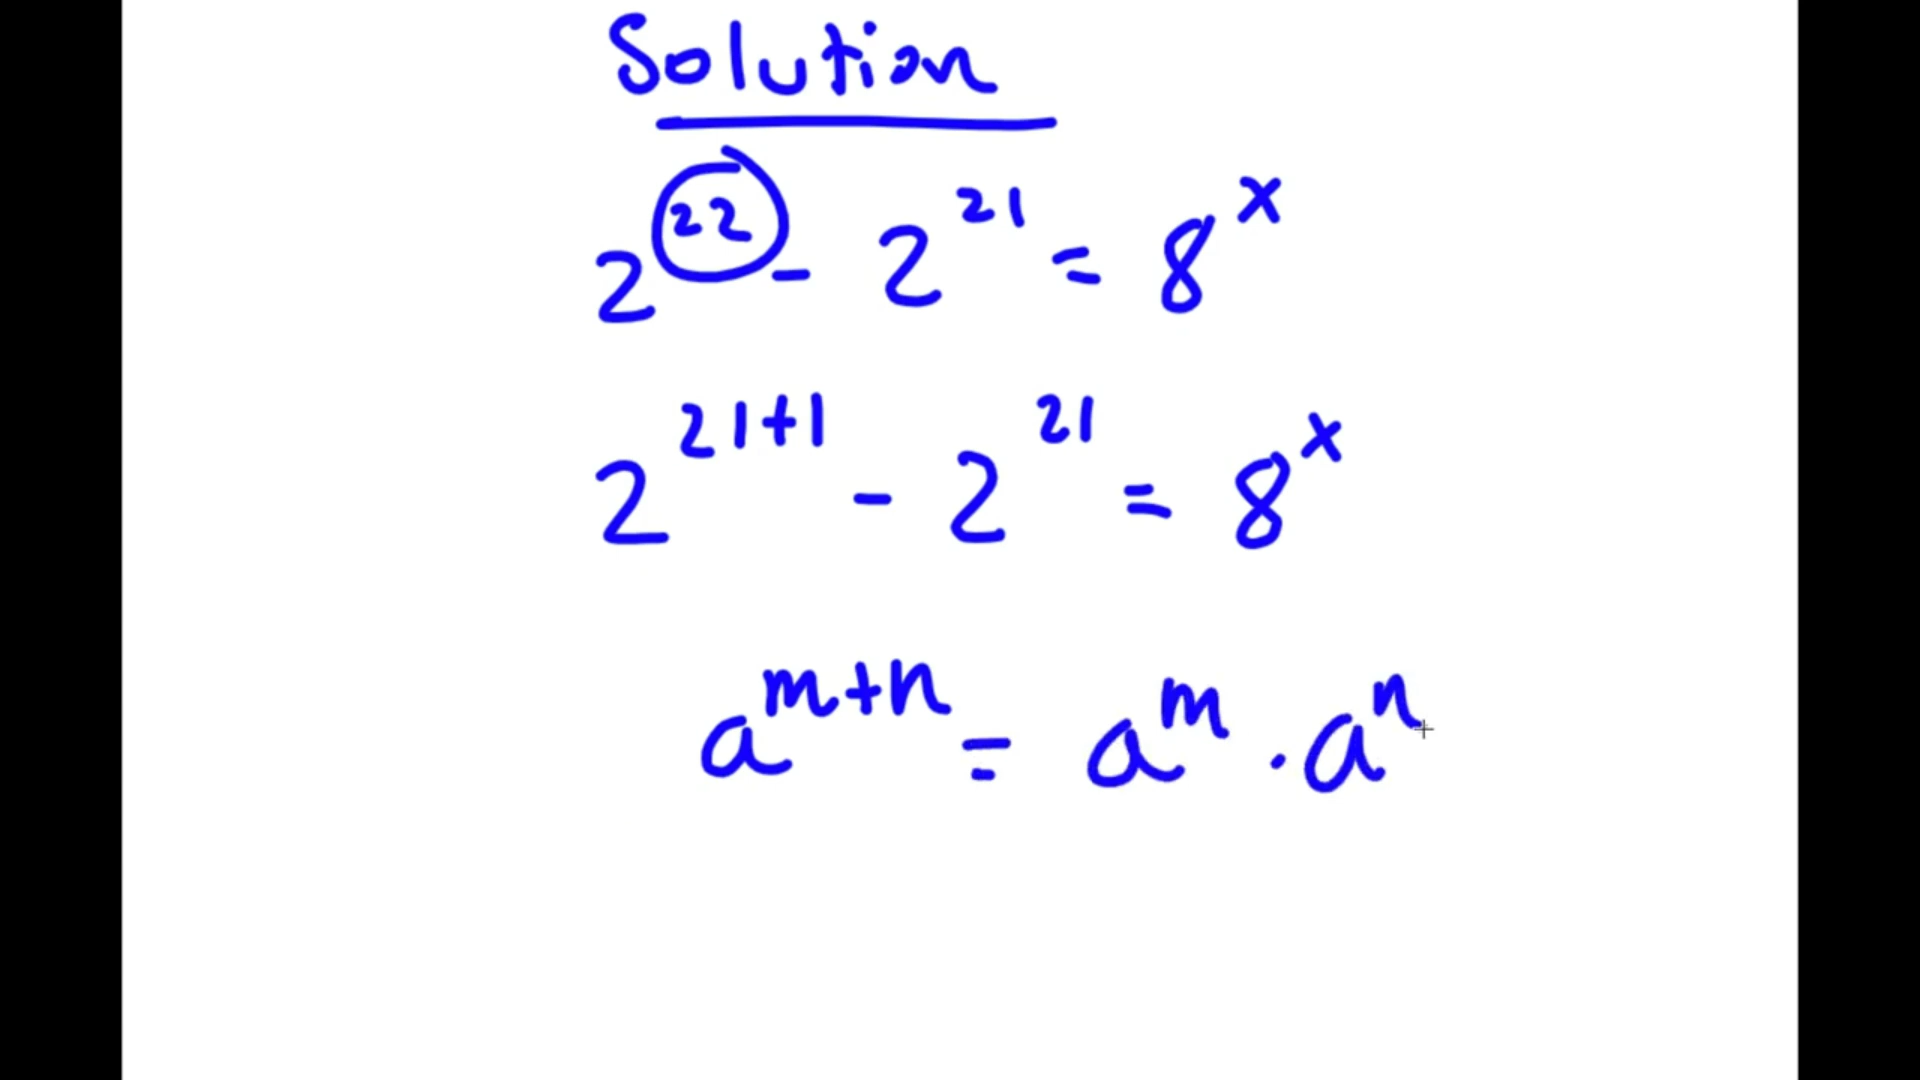 Solution
2^22 - 2^21 = 8^x
2^21+1 - 2^21 = 8^x
a^m+n = a^m . a^n